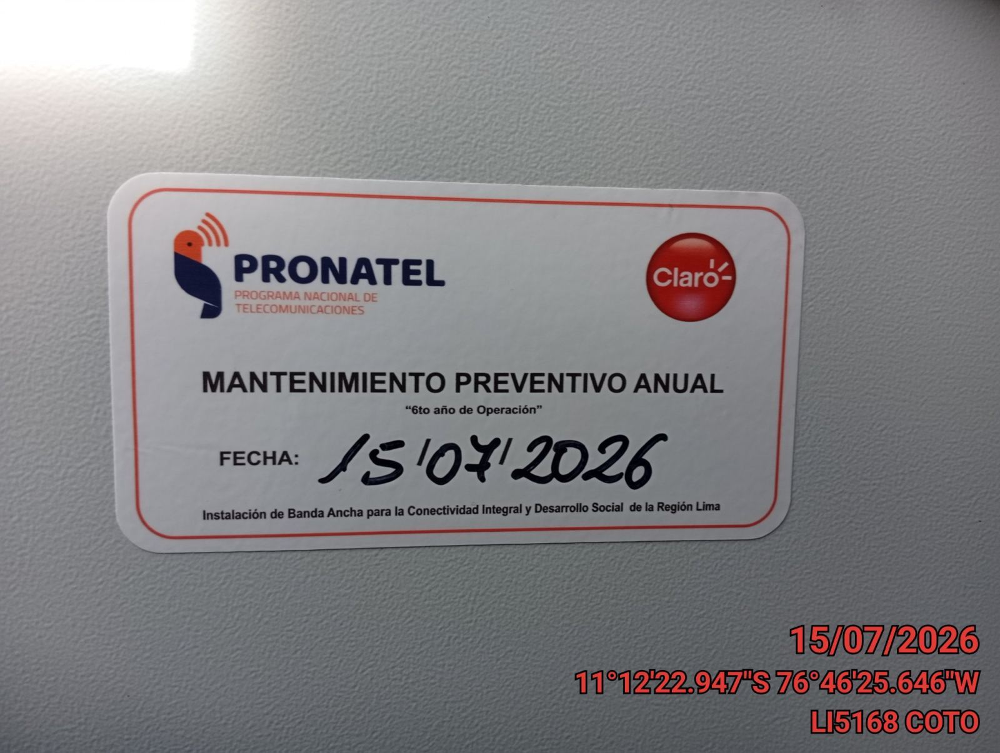 PRONATEL
PROGRAMA NACIONAL DE
TELECOMUNICACIONES
Claro
MANTENIMIENTO PREVENTIVO ANUAL
“6to año de Operación”
FECHA: 15/07/2026
Instalación de Banda Ancha para la Conectividad Integral y Desarrollo Social de la Región Lima
15/07/2026
11°12'22.947"S 76°46'25.646"W
LI5168 COTO